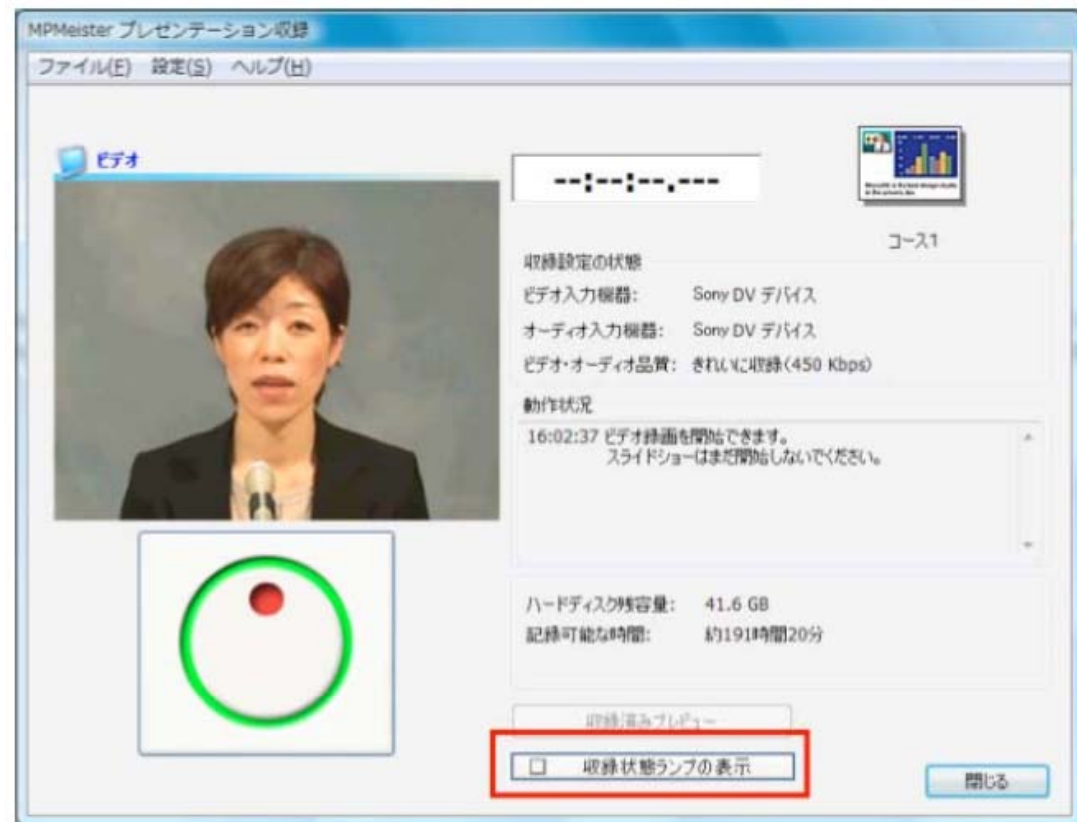 MPMeister プレゼンテーション収録
ファイル(F) 設定(S) ヘルプ(H)
ビデオ
--:--:--.---
コース1
収録設定の状態
ビデオ入力機器: Sony DV デバイス
オーディオ入力機器: Sony DV デバイス
ビデオ・オーディオ品質: きれいに収録(450 Kbps)
動作状況
16:02:37 ビデオ録画を開始できます。
スライドショーはまだ開始しないでください。
ハードディスク残容量: 41.6 GB
記録可能な時間: 約191時間20分
収録済みプレビュー
収録状態ランプの表示
閉じる